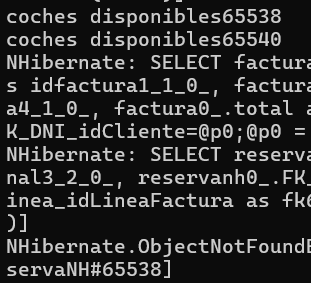 coches disponibles65538
coches disponibles65540
NHibernate: SELECT factura
s idfactura1_1_0_, factur
a4_1_0_, factura0_.total a
K_DNI_idCliente=@p0;@p0 =
NHibernate: SELECT reserva
nal3_2_0_, reservanh0_.FK_
inea_idLineaFactura as fk6
)]
NHibernate.ObjectNotFoundE
servaNH#65538]